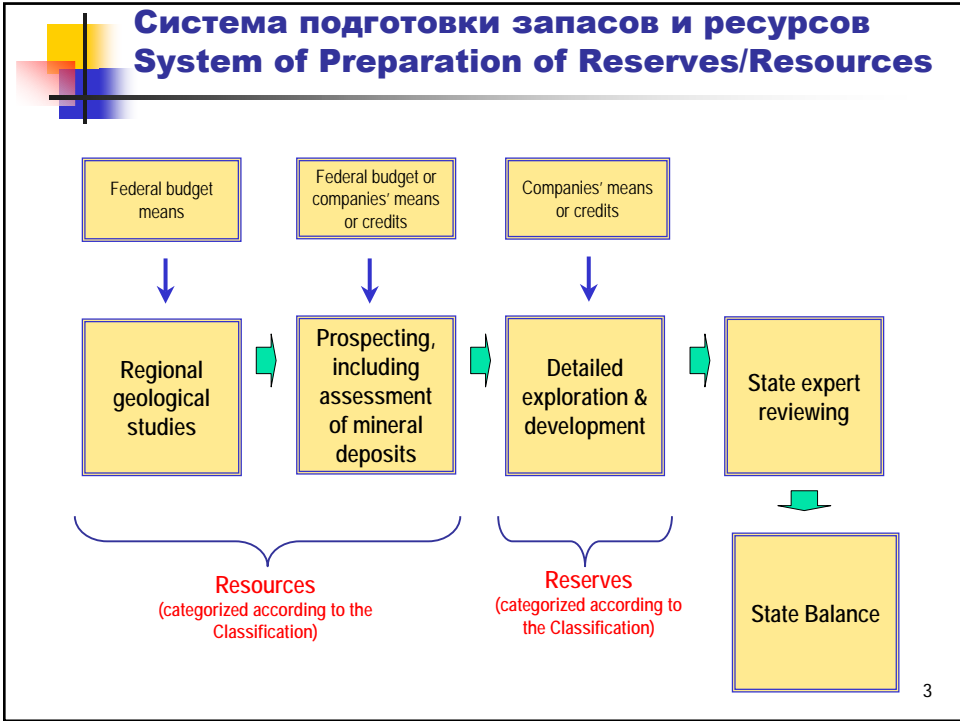 Система подготовки запасов и ресурсов
System of Preparation of Reserves/Resources
Federal budget
means
Federal budget or
companies' means
or credits
Companies' means
or credits
Regional
geological
studies
Prospecting,
including
assessment
of mineral
deposits
Detailed
exploration &
development
State expert
reviewing
Resources
(categorized according to the
Classification)
Reserves
(categorized according to
the Classification)
State Balance
3